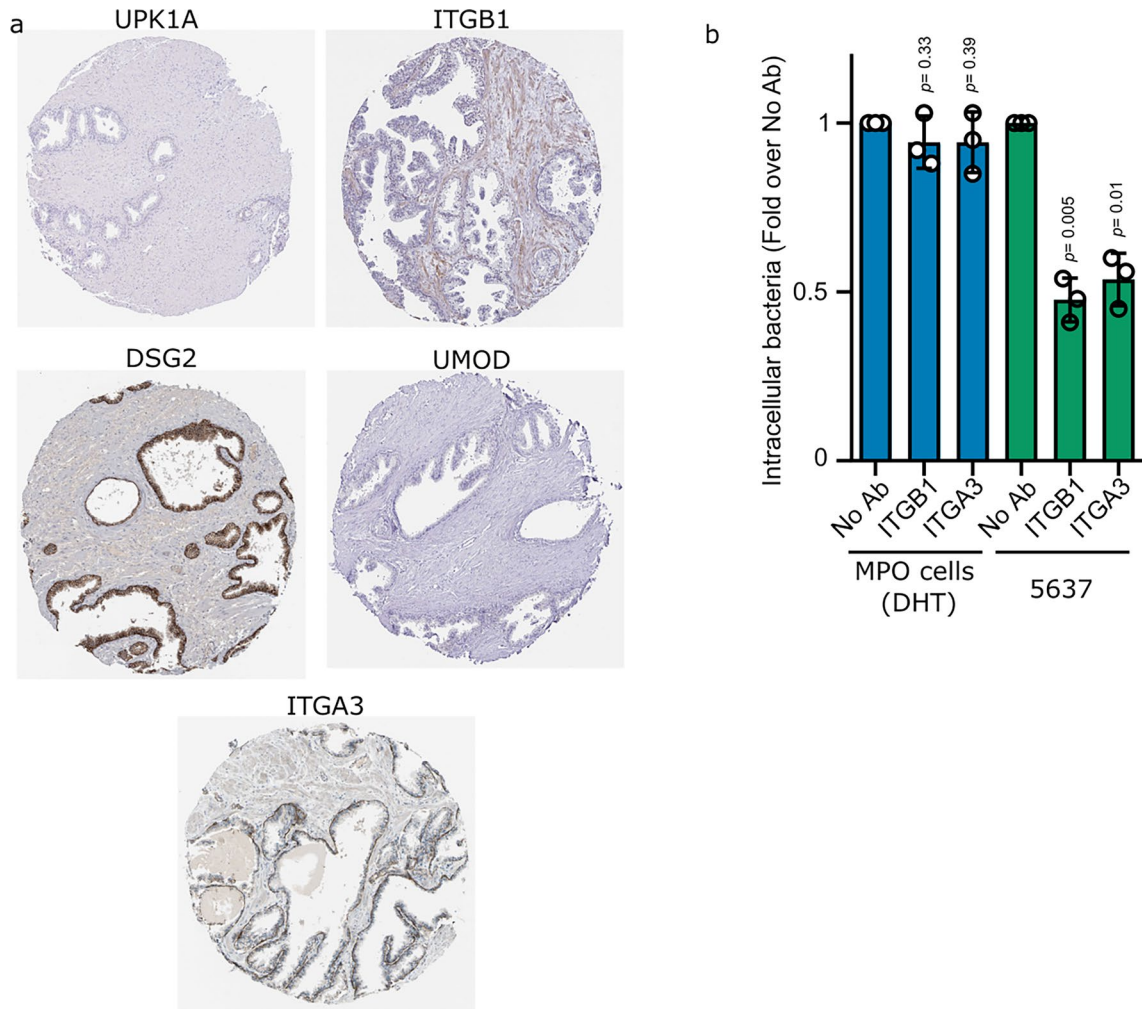 a
UPK1A
ITGB1
DSG2
UMOD
ITGA3
b
Intracellular bacteria (Fold over No Ab)
1
0.5
0
p= 0.33
p= 0.39
p= 0.005
p= 0.01
No Ab
ITGB1
ITGA3
No Ab
ITGB1
ITGA3
MPO cells
(DHT)
5637